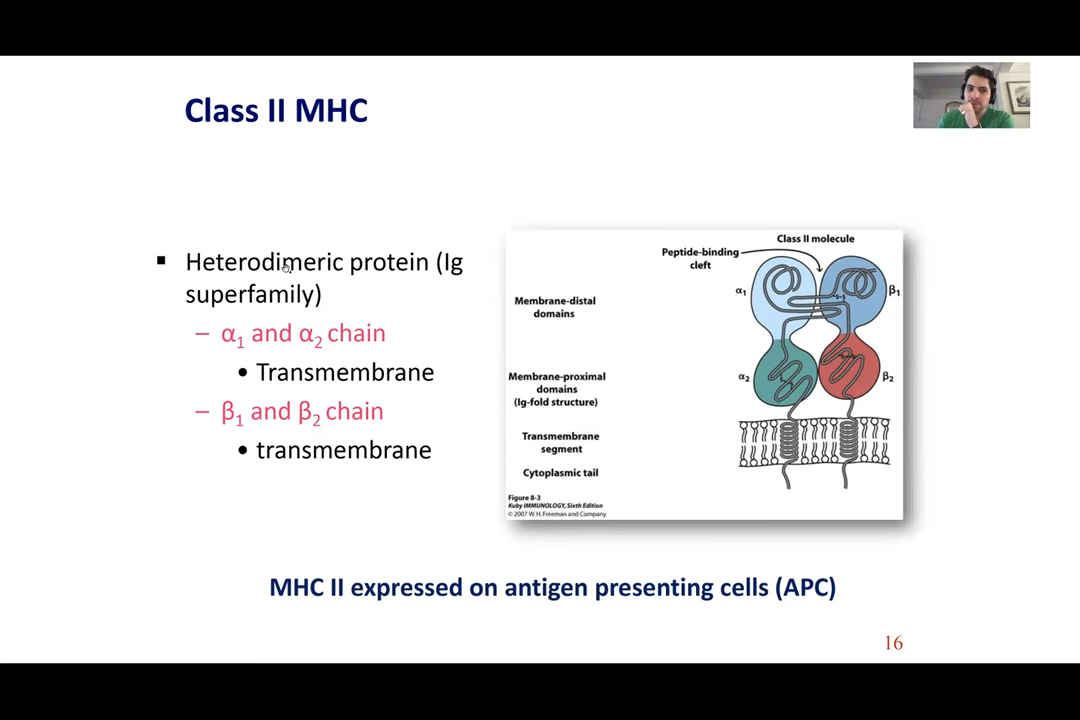 Class II MHC
▪ Heterodimeric protein (Ig
superfamily)
– α₁ and α₂ chain
• Transmembrane
– β₁ and β₂ chain
• transmembrane
Class II molecule
Peptide-binding
cleft
α₁
β₁
Membrane-distal
domains
α₂
β₂
Membrane-proximal
domains
(Ig-fold structure)
Transmembrane
segment
Cytoplasmic tail
Figure 8-3
Kuby IMMUNOLOGY, Sixth Edition
© 2007 W. H. Freeman and Company
MHC II expressed on antigen presenting cells (APC)
16